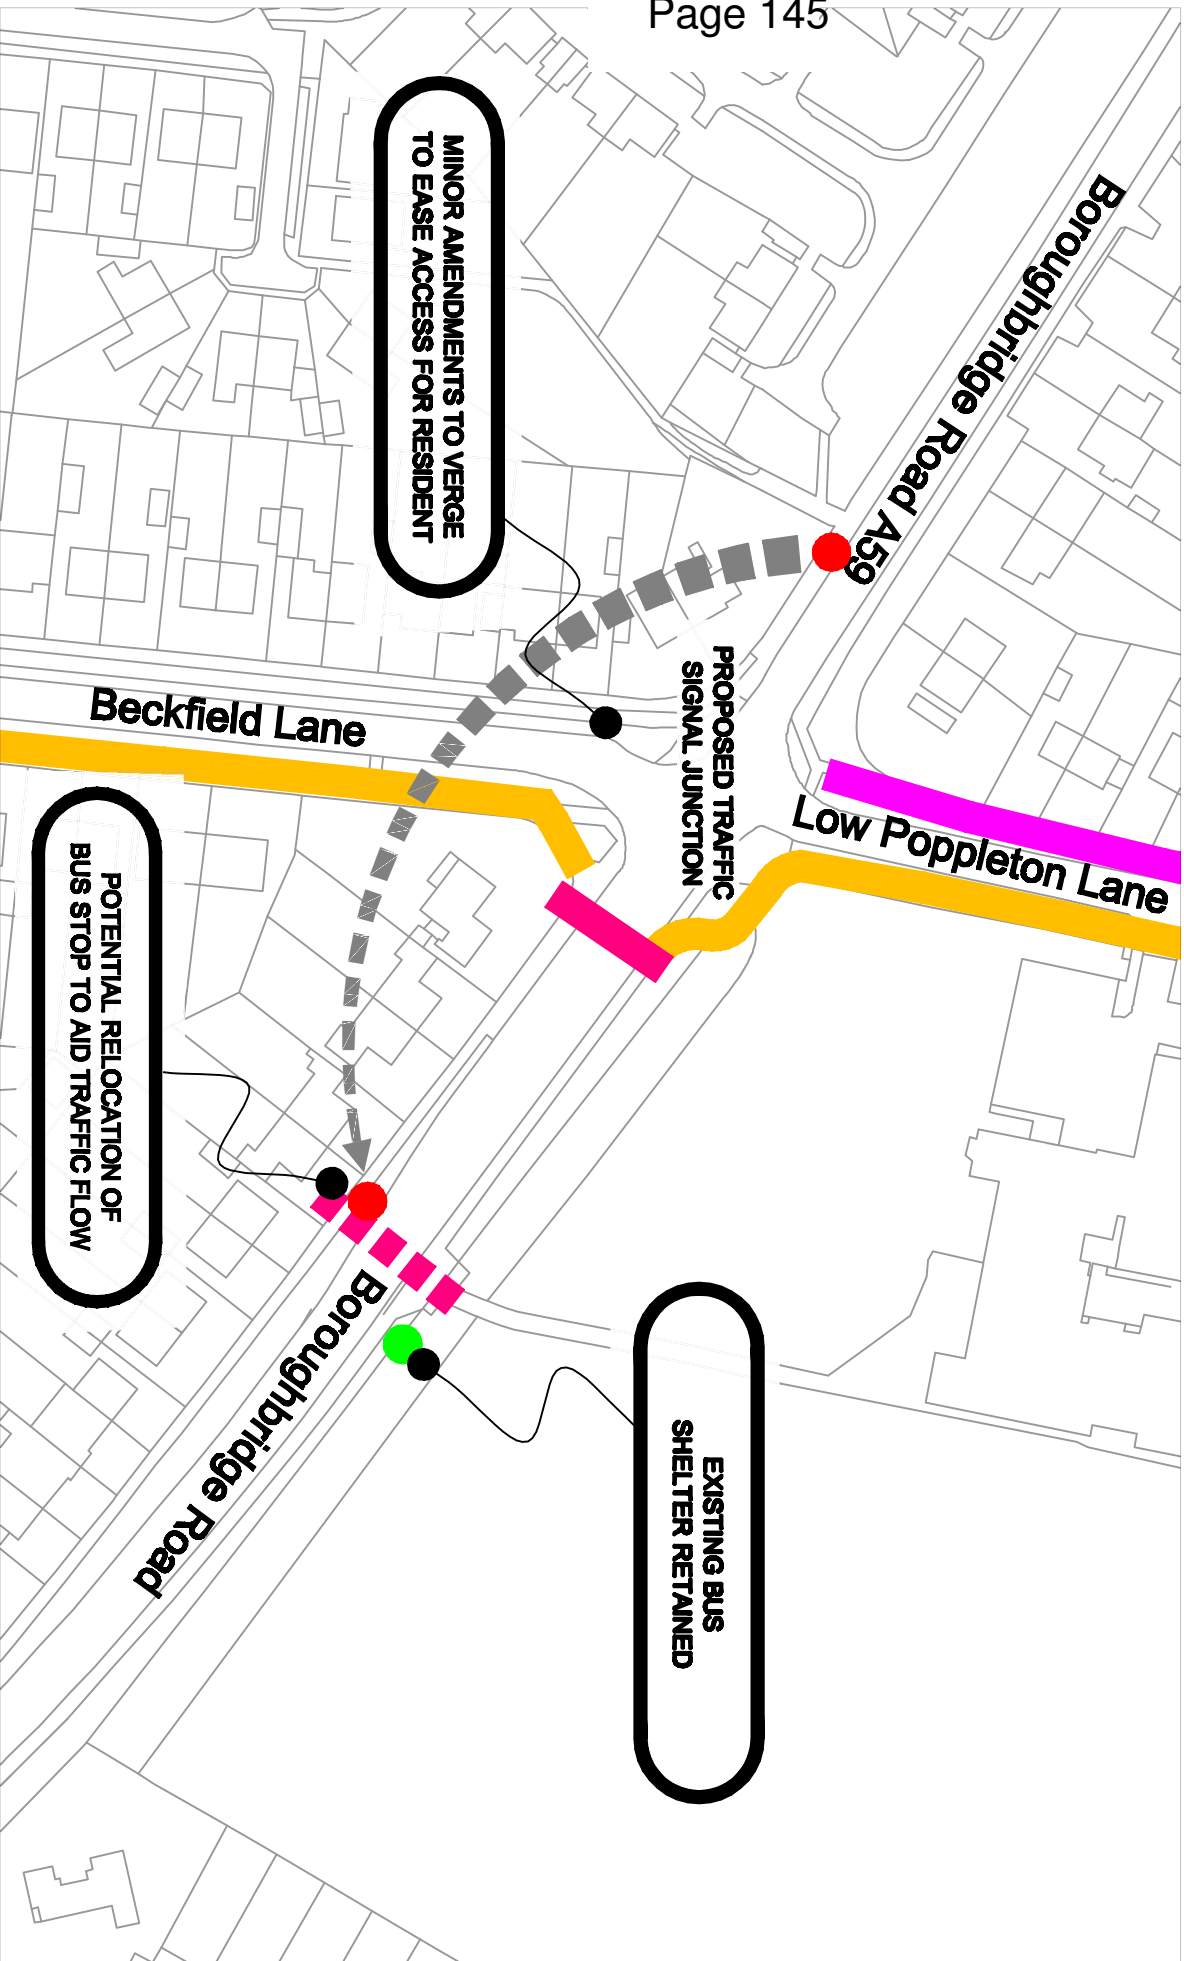 Page 145
MINOR AMENDMENTS TO VERGE
TO EASE ACCESS FOR RESIDENT
Boroughbridge Road A59
PROPOSED TRAFFIC
SIGNAL JUNCTION
Beckfield Lane
Low Poppleton Lane
POTENTIAL RELOCATION OF
BUS STOP TO AID TRAFFIC FLOW
Boroughbridge Road
EXISTING BUS
SHELTER RETAINED